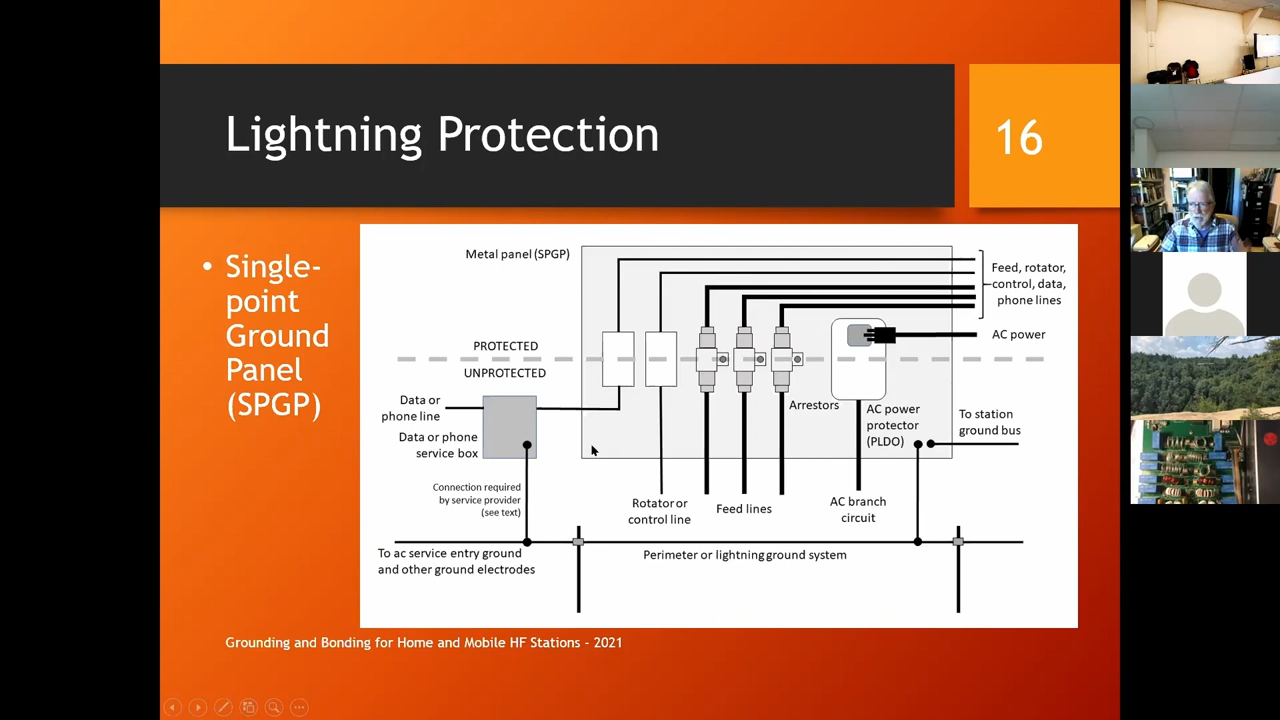 Lightning Protection
16
• Single-
point
Ground
Panel
(SPGP)
Metal panel (SPGP)
Feed, rotator,
control, data,
phone lines
AC power
PROTECTED
UNPROTECTED
Data or
phone line
Data or phone
service box
Arrestors
AC power
protector
(PLDO)
To station
ground bus
Connection required
by service provider
(see text)
Rotator or
control line
Feed lines
AC branch
circuit
To ac service entry ground
and other ground electrodes
Perimeter or lightning ground system
Grounding and Bonding for Home and Mobile HF Stations - 2021